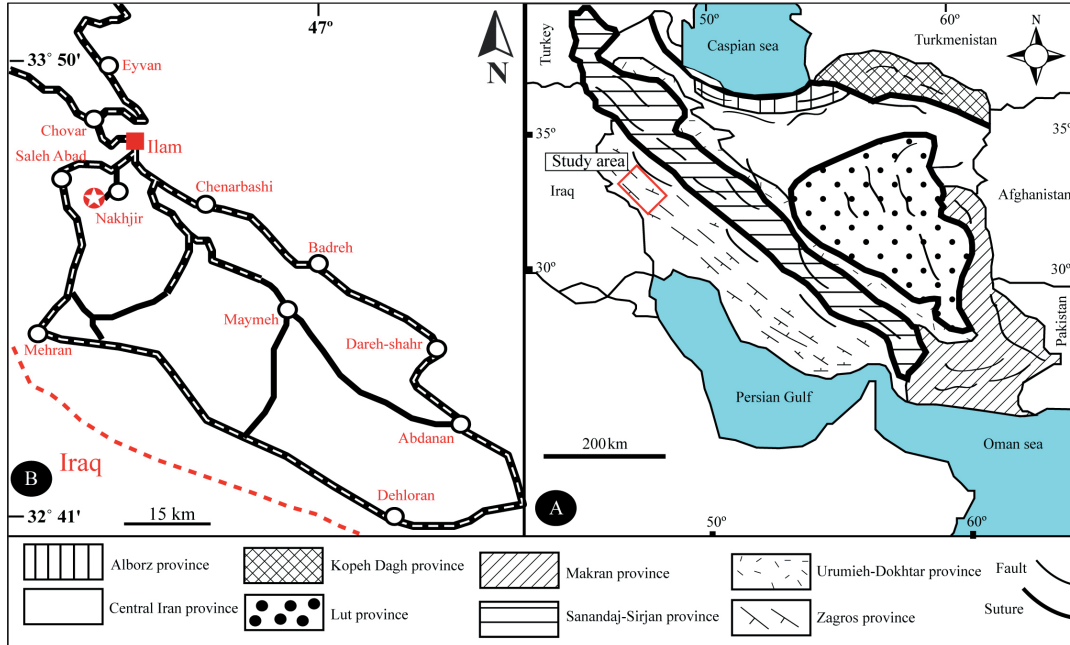 47º
33º 50'
Eyvan
N
Chovar
Ilam
Saleh Abad
Nakhjir
Chenarbashi
Badreh
Maymeh
Mehran
Dareh-shahr
Abdanan
Iraq
B
Dehloran
32º 41'
15 km
50º
60º
Turkey
Caspian sea
Turkmenistan
N
35º
35º
Study area
Iraq
Afghanistan
30º
30º
Pakistan
Persian Gulf
200km
Oman sea
A
50º
60º
Alborz province
Kopeh Dagh province
Makran province
Urumieh-Dokhtar province
Fault
Central Iran province
Lut province
Sanandaj-Sirjan province
Zagros province
Suture